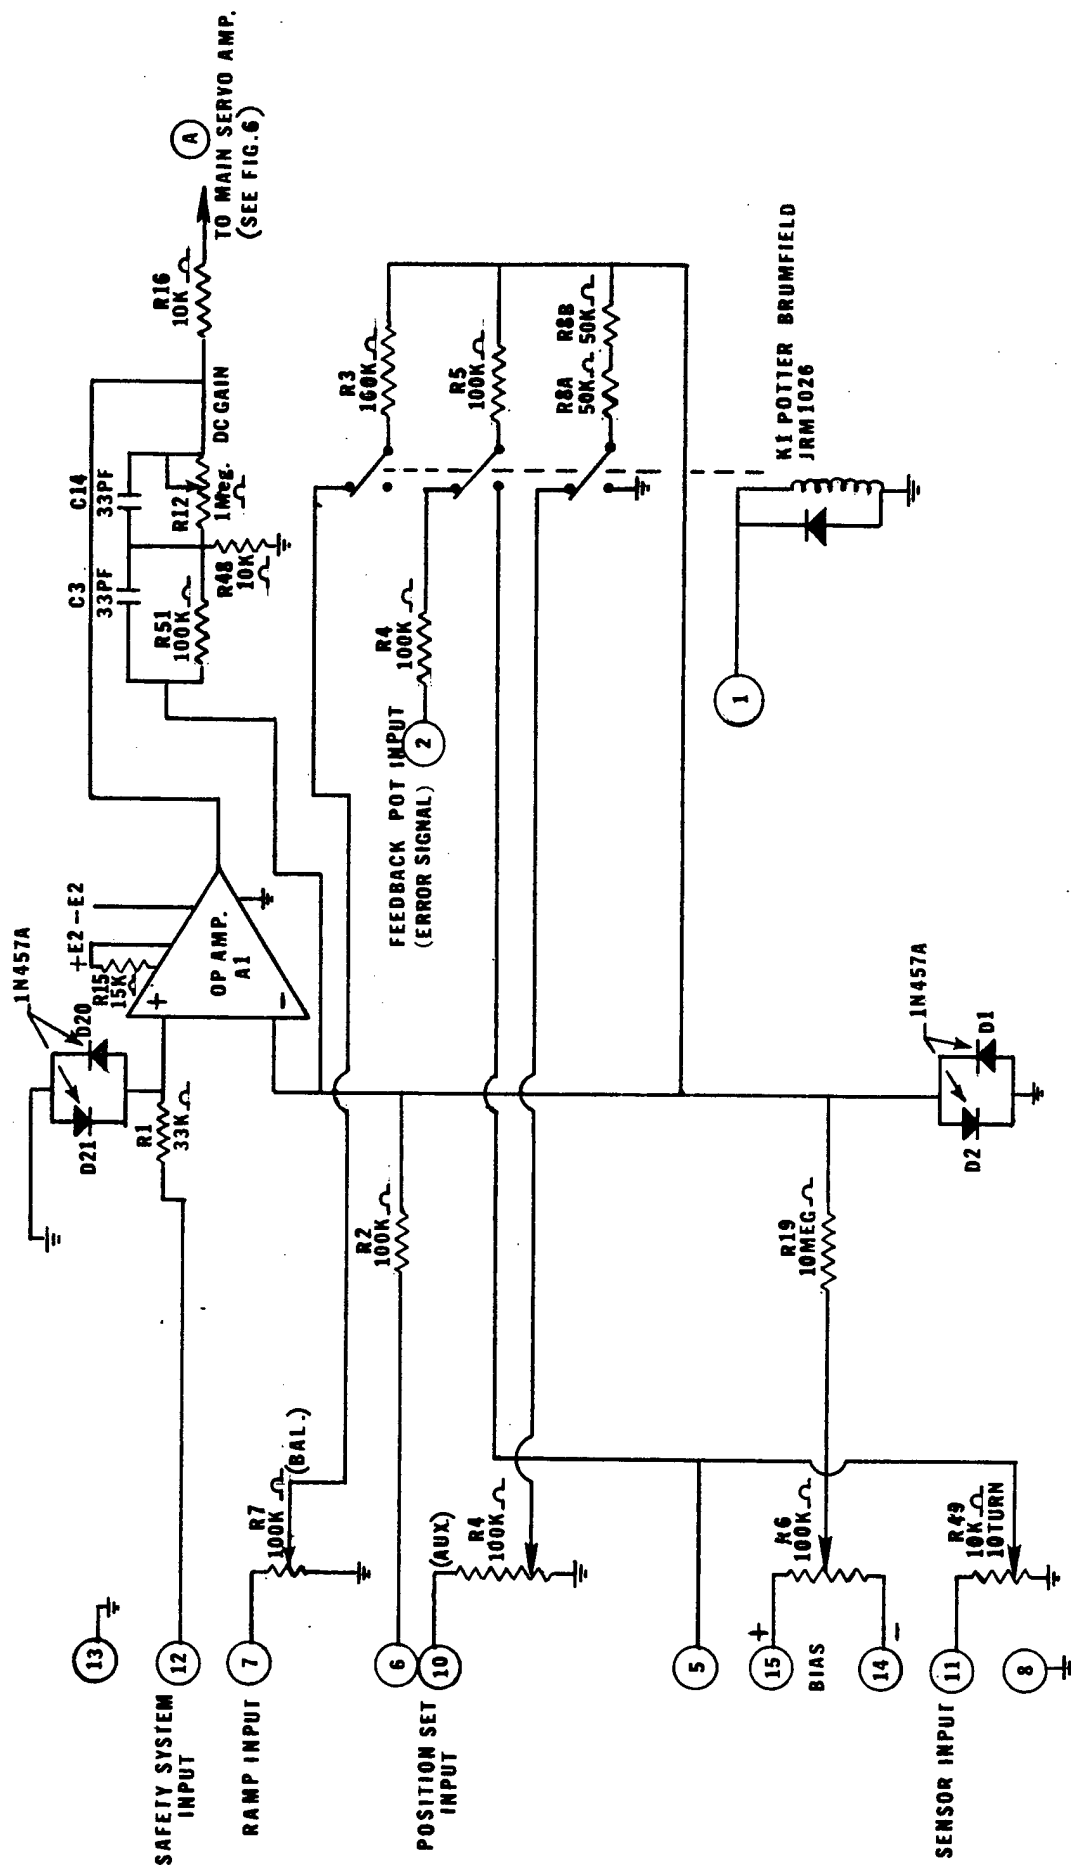 13
12
SAFETY SYSTEM
INPUT
7
RAMP INPUT
R7
100K Ω
(BAL.)
6
10
POSITION SET
INPUT
(AUX.)
R4
100K Ω
5
15
+
BIAS
14
-
R6
100K Ω
11
SENSOR INPUT
R49
10K Ω
10TURN
8
1N457A
D21
D20
R1
33K Ω
R15
15K
Ω
+E2
-E2
+
-
OP AMP.
A1
R2
100K Ω
R19
10MEG Ω
1N457A
D2
D1
C3
33PF
C14
33PF
R51
100K Ω
R48
10K
Ω
R12
1Meg.
Ω
DC GAIN
R16
10K Ω
A
TO MAIN SERVO AMP.
(SEE FIG.6)
FEEDBACK POT INPUT
(ERROR SIGNAL)
2
R4
100K Ω
R3
100K Ω
R5
100K Ω
R8A
50K Ω
R8B
50K Ω
1
K1 POTTER BRUMFIELD
JRM1026